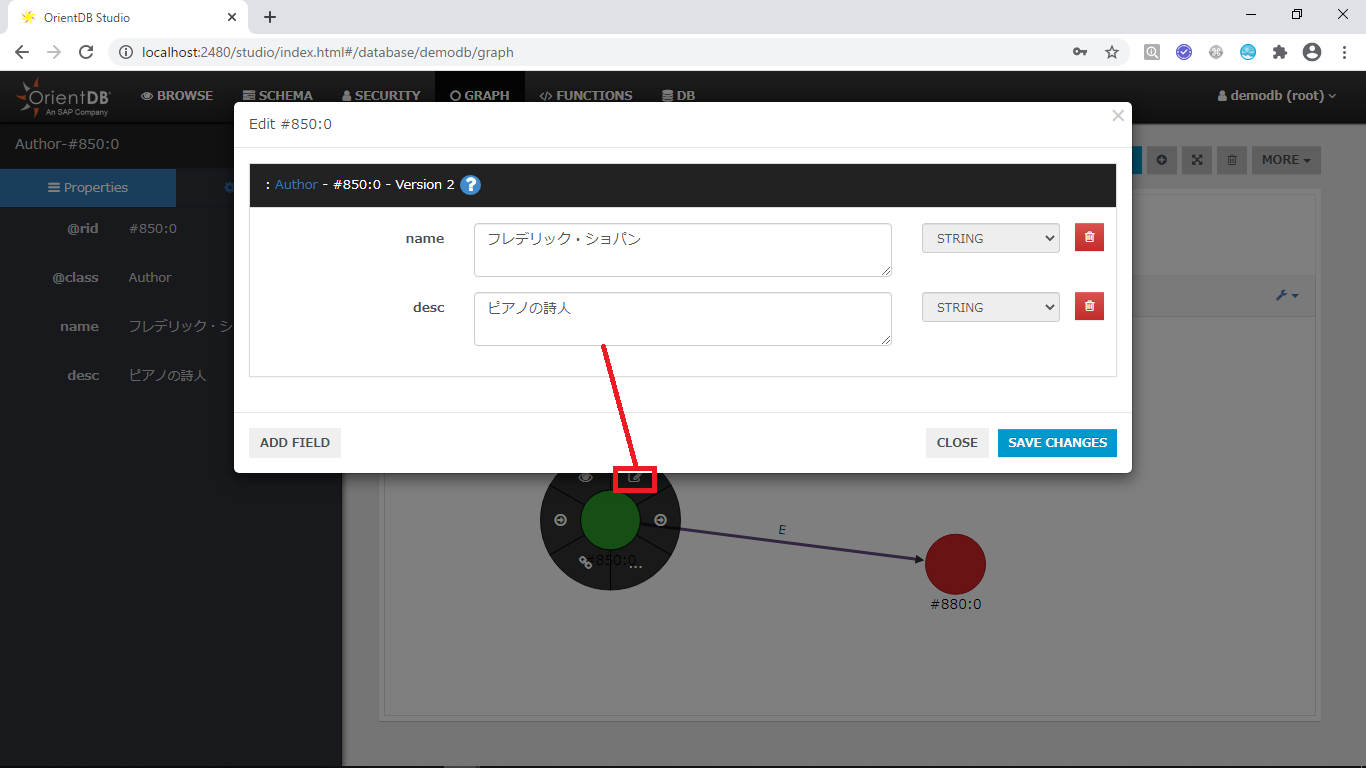 OrientDB Studio
localhost:2480/studio/index.html#/database/demodb/graph
OrientDB
An SAP Company
BROWSE
SCHEMA
SECURITY
GRAPH
FUNCTIONS
DB
demodb (root)
Author-#850:0
Properties
@rid #850:0
@class Author
name フレデリック・シ
desc ピアノの詩人
MORE
Edit #850:0
: Author - #850:0 - Version 2
name フレデリック・ショパン STRING
desc ピアノの詩人 STRING
ADD FIELD
CLOSE
SAVE CHANGES
E
#850:0
#880:0